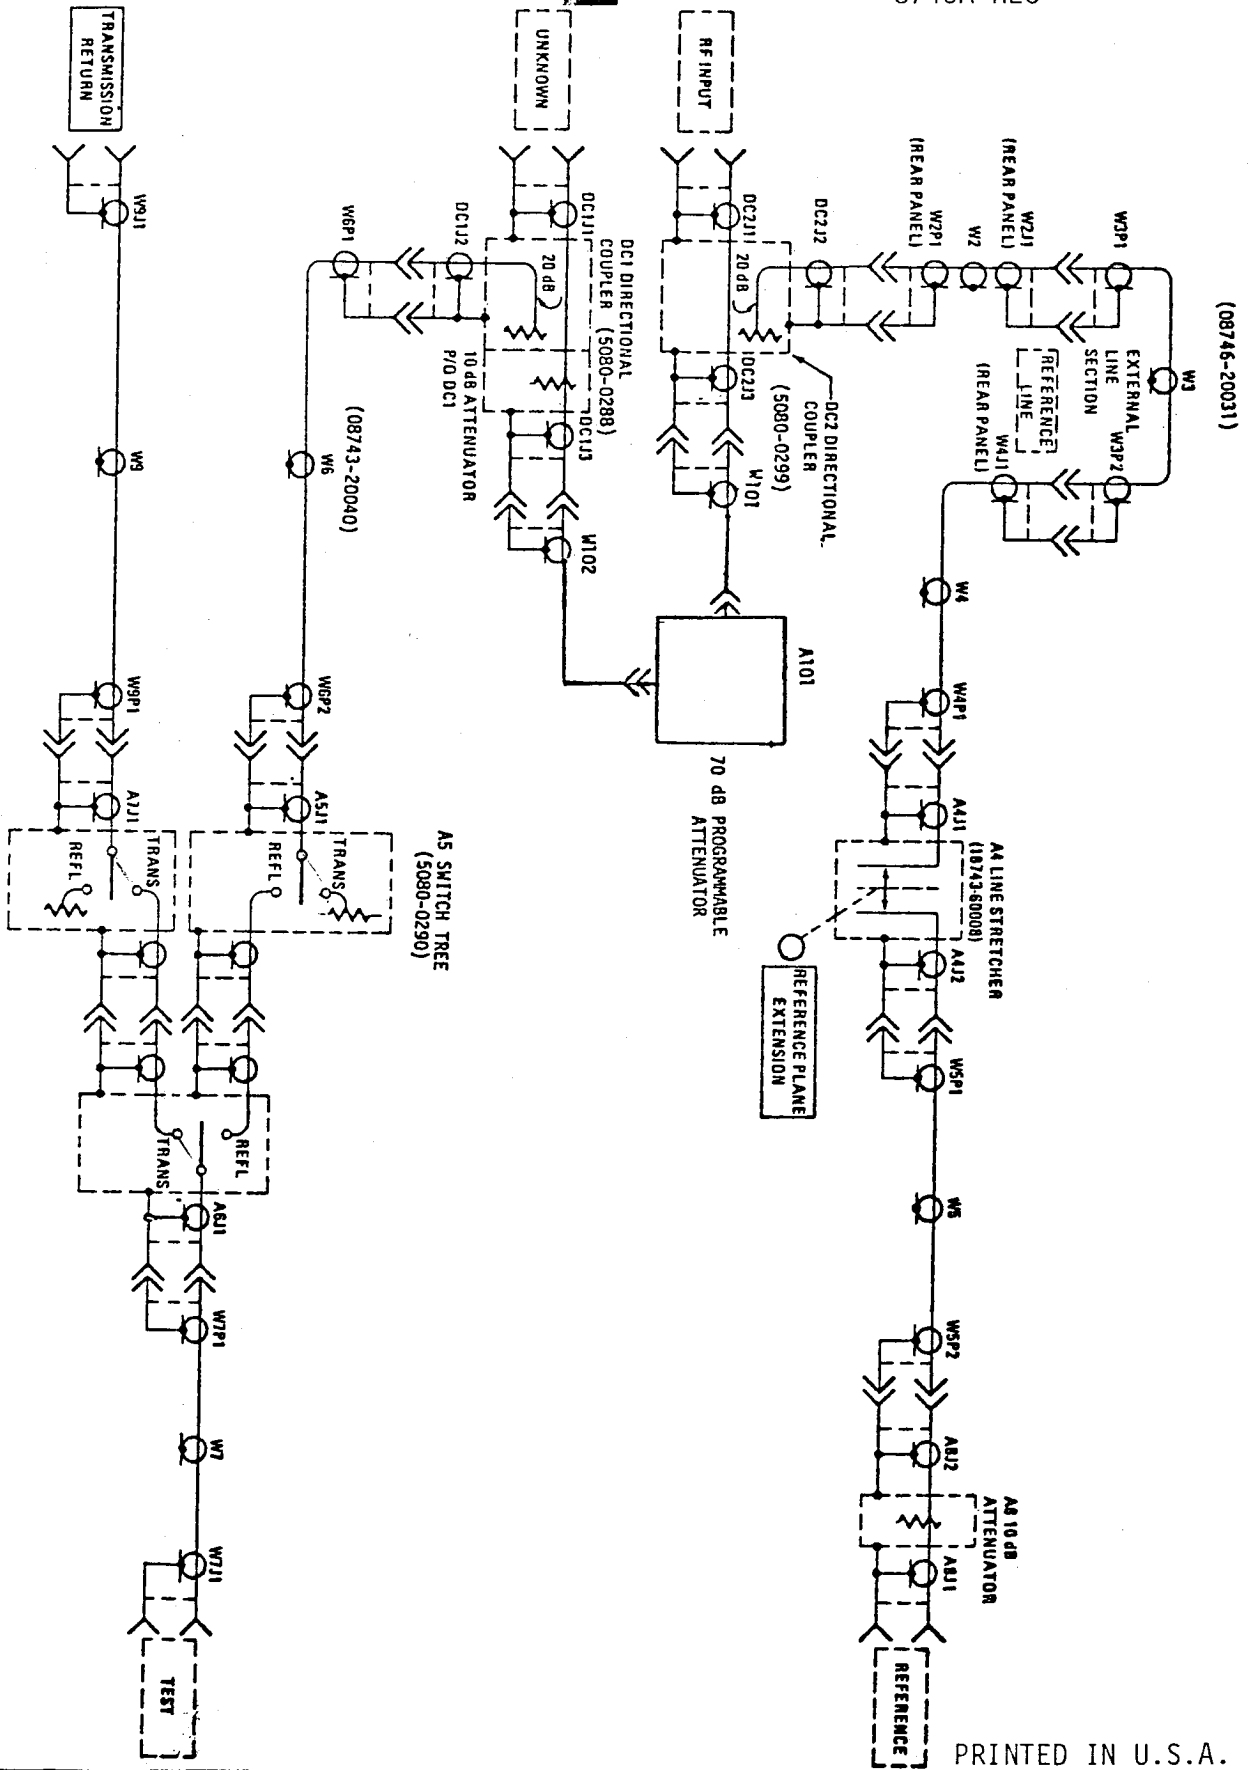 TRANSMISSION
RETURN
UNKNOWN
RF INPUT
W9J1
W9
W9P1
A7J1
TRANS
REFL
W6P1
DC1J2
DC1J1
20 dB
DC1 DIRECTIONAL
COUPLER (5080-0288)
10 dB ATTENUATOR
P/O DC1
DC1J3
W102
W6
(08743-20040)
W6P2
A5J1
TRANS
REFL
A5 SWITCH TREE
(5080-0290)
REFL
TRANS
A6J1
W7P1
W7
W7J1
TEST
DC2J1
20 dB
DC2J2
DC2J3
DC2 DIRECTIONAL
COUPLER
(5080-0299)
W101
A101
70 dB PROGRAMMABLE
ATTENUATOR
W2P1
(REAR PANEL)
W2
W2J1
(REAR PANEL)
W3P1
W3
(08746-20031)
EXTERNAL
LINE
SECTION
REFERENCE
LINE
W3P2
W4J1
(REAR PANEL)
W4
W4P1
A4J1
A4 LINE STRETCHER
(18743-60008)
A4J2
REFERENCE PLANE
EXTENSION
W5P1
W5
W5P2
A8J2
A8 10 dB
ATTENUATOR
A8J1
REFERENCE
PRINTED IN U.S.A.